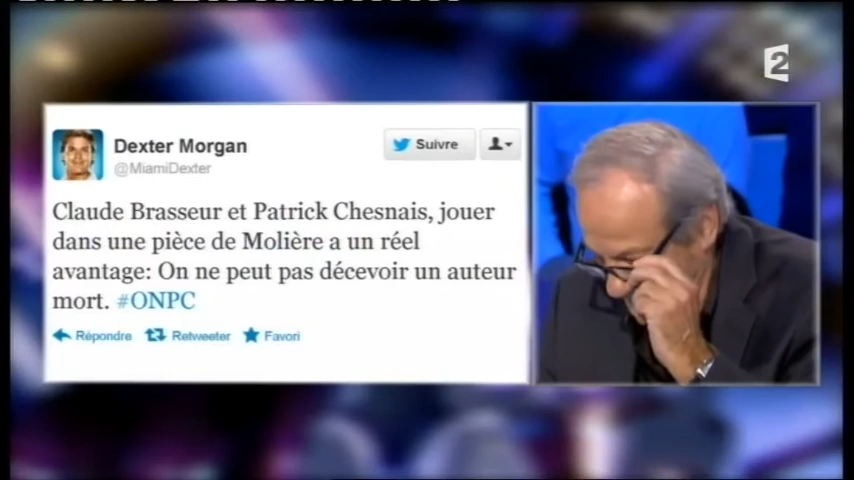 2
Dexter Morgan
@MiamiDexter
Suivre
Claude Brasseur et Patrick Chesnais, jouer
dans une pièce de Molière a un réel
avantage: On ne peut pas décevoir un auteur
mort. #ONPC
Répondre Retweeter Favori